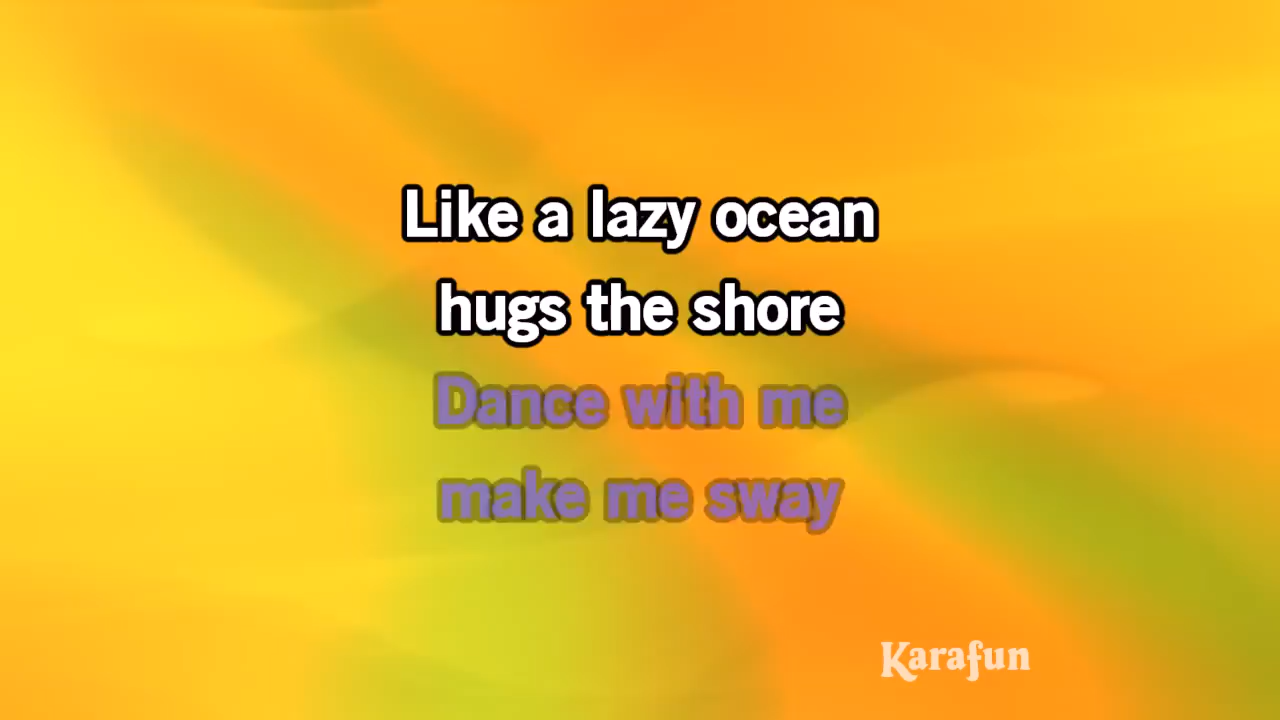 Like a lazy ocean
hugs the shore
Dance with me
make me sway
Karafun